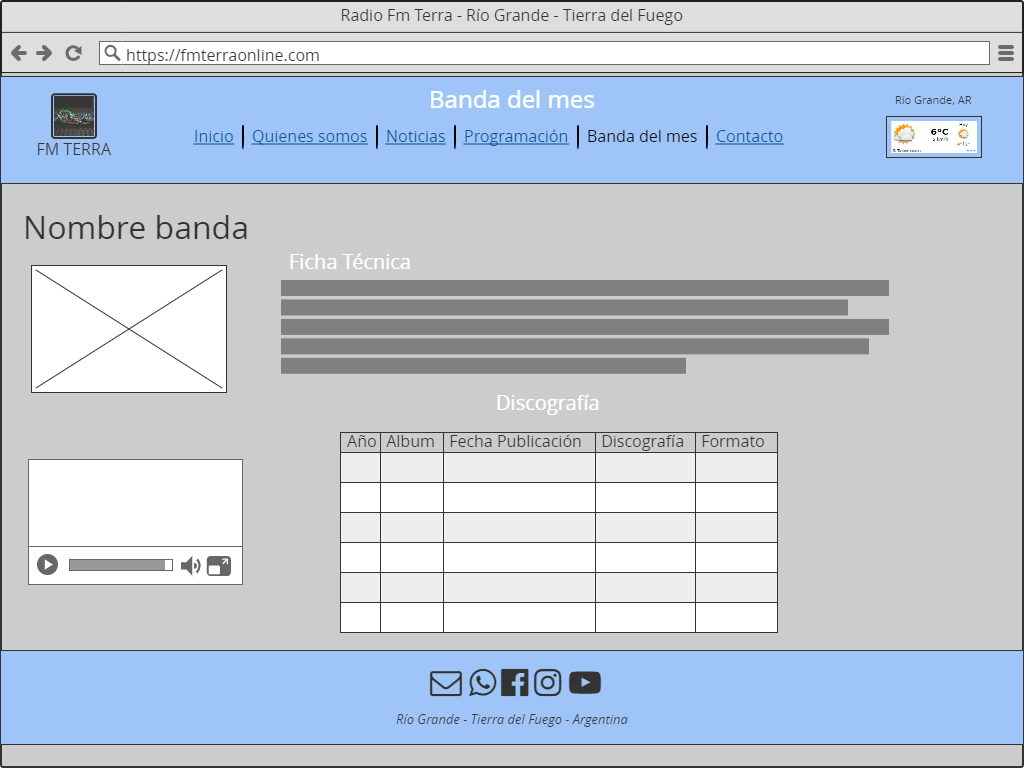 Radio Fm Terra - Río Grande - Tierra del Fuego
https://fmterraonline.com
Banda del mes
Río Grande, AR
FM TERRA
Inicio Quienes somos Noticias Programación Banda del mes Contacto
6°C
Nombre banda
Ficha Técnica
Discografía
Año Album Fecha Publicación Discografía Formato
Río Grande - Tierra del Fuego - Argentina